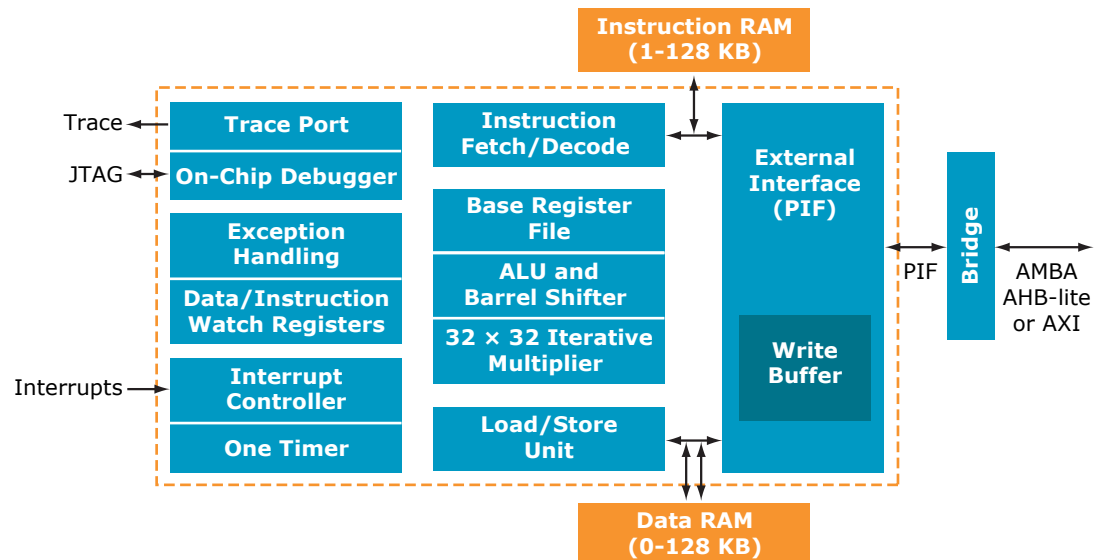 Instruction RAM
(1-128 KB)
Trace
Trace Port
JTAG
On-Chip Debugger
Exception
Handling
Data/Instruction
Watch Registers
Interrupts
Interrupt
Controller
One Timer
Instruction
Fetch/Decode
Base Register
File
ALU and
Barrel Shifter
32 × 32 Iterative
Multiplier
Load/Store
Unit
External
Interface
(PIF)
Write
Buffer
PIF
Bridge
AMBA
AHB-lite
or AXI
Data RAM
(0-128 KB)